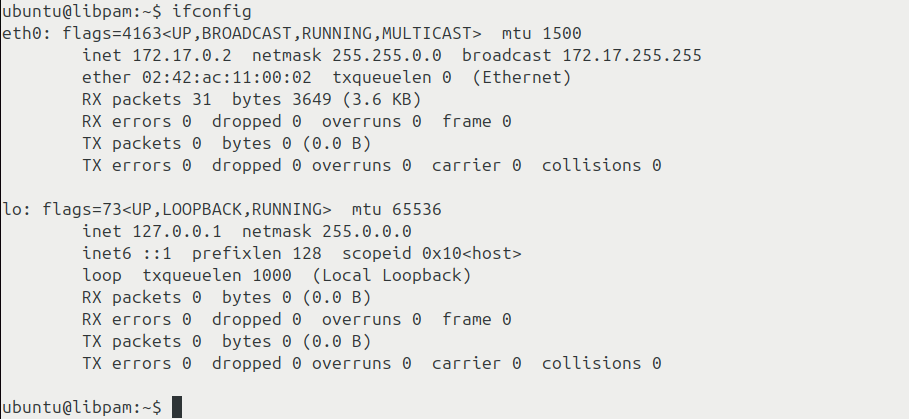 ubuntu@libpam:~$ ifconfig
eth0: flags=4163<UP,BROADCAST,RUNNING,MULTICAST>  mtu 1500
        inet 172.17.0.2  netmask 255.255.0.0  broadcast 172.17.255.255
        ether 02:42:ac:11:00:02  txqueuelen 0  (Ethernet)
        RX packets 31  bytes 3649 (3.6 KB)
        RX errors 0  dropped 0  overruns 0  frame 0
        TX packets 0  bytes 0 (0.0 B)
        TX errors 0  dropped 0 overruns 0  carrier 0  collisions 0

lo: flags=73<UP,LOOPBACK,RUNNING>  mtu 65536
        inet 127.0.0.1  netmask 255.0.0.0
        inet6 ::1  prefixlen 128  scopeid 0x10<host>
        loop  txqueuelen 1000  (Local Loopback)
        RX packets 0  bytes 0 (0.0 B)
        RX errors 0  dropped 0  overruns 0  frame 0
        TX packets 0  bytes 0 (0.0 B)
        TX errors 0  dropped 0 overruns 0  carrier 0  collisions 0

ubuntu@libpam:~$